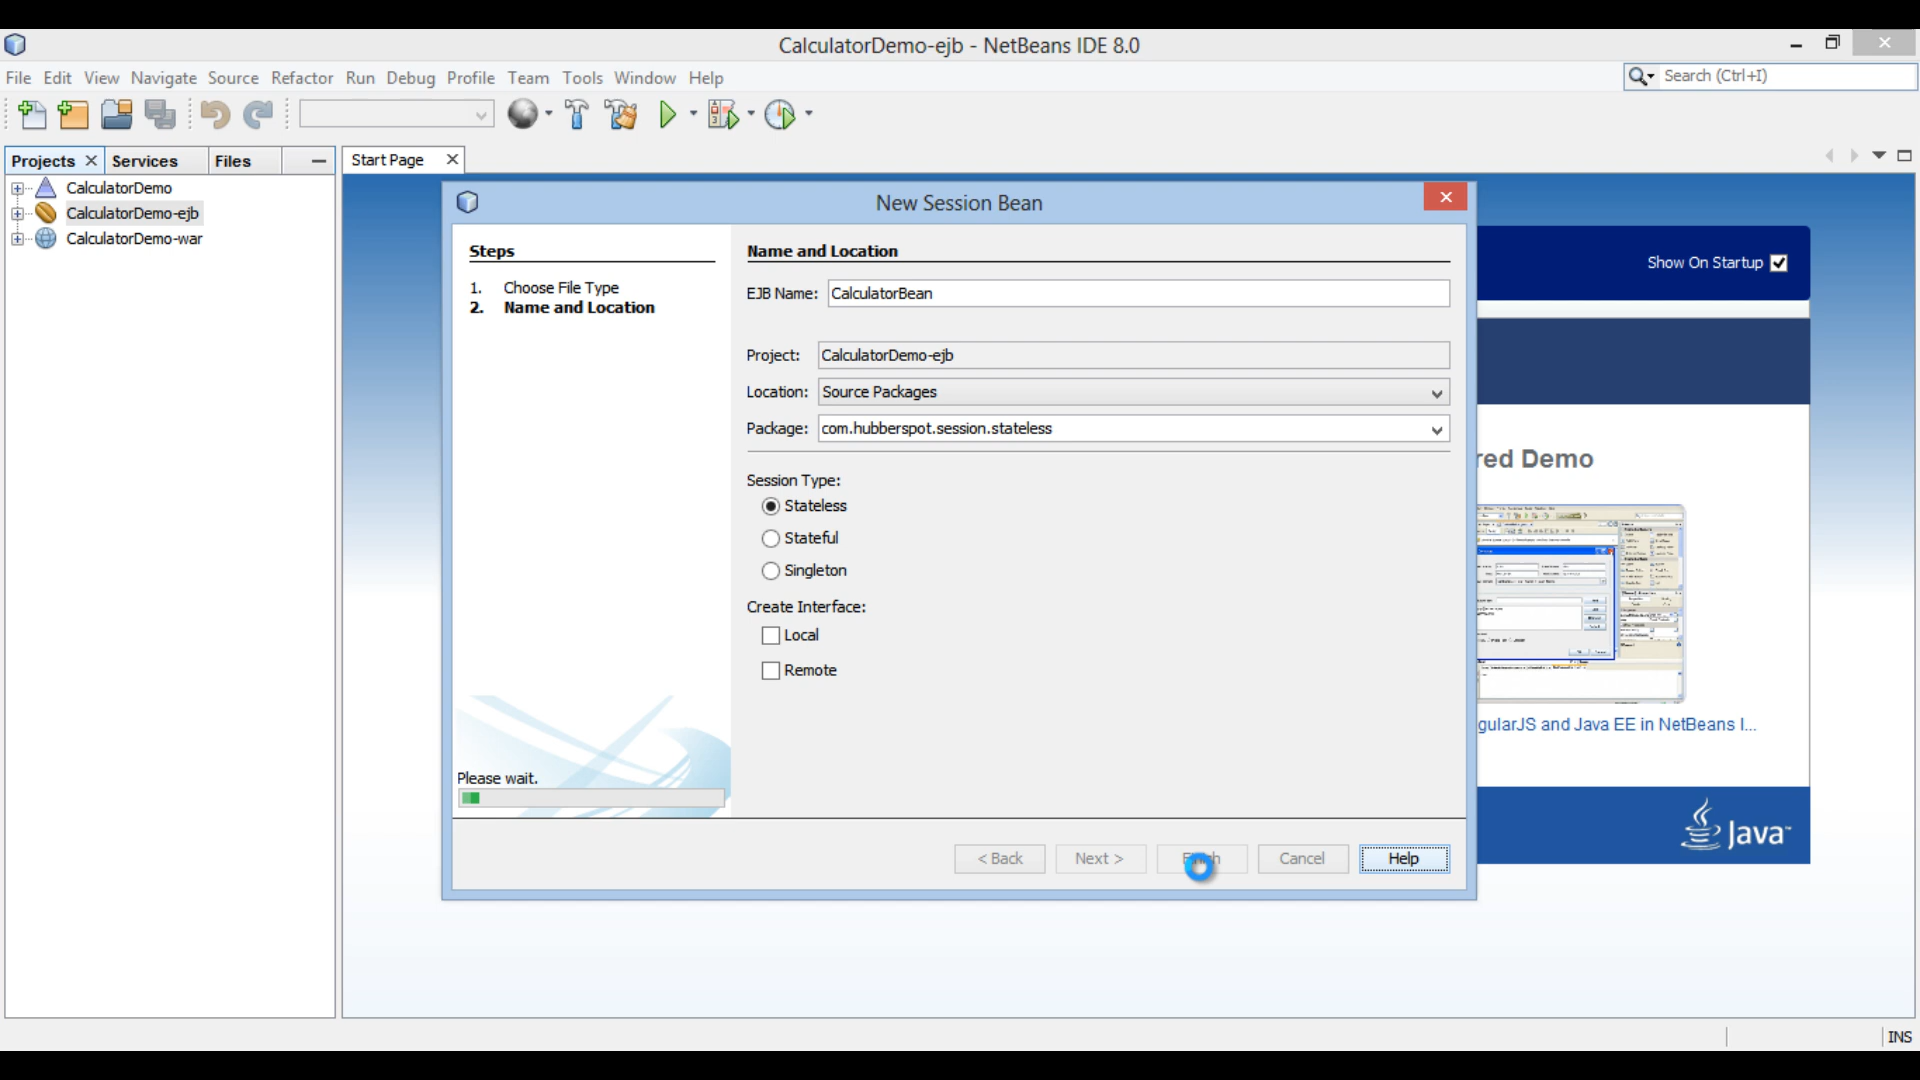 CalculatorDemo-ejb - NetBeans IDE 8.0
File Edit View Navigate Source Refactor Run Debug Profile Team Tools Window Help
Search (Ctrl+I)
Projects Services Files
Start Page
CalculatorDemo
CalculatorDemo-ejb
CalculatorDemo-war
New Session Bean
Steps
1. Choose File Type
2. Name and Location
Please wait.
Name and Location
EJB Name: CalculatorBean
Project: CalculatorDemo-ejb
Location: Source Packages
Package: com.hubberspot.session.stateless
Session Type:
Stateless
Stateful
Singleton
Create Interface:
Local
Remote
< Back Next > Finish Cancel Help
Show On Startup
red Demo
gularJS and Java EE in NetBeans I...
Java™
INS